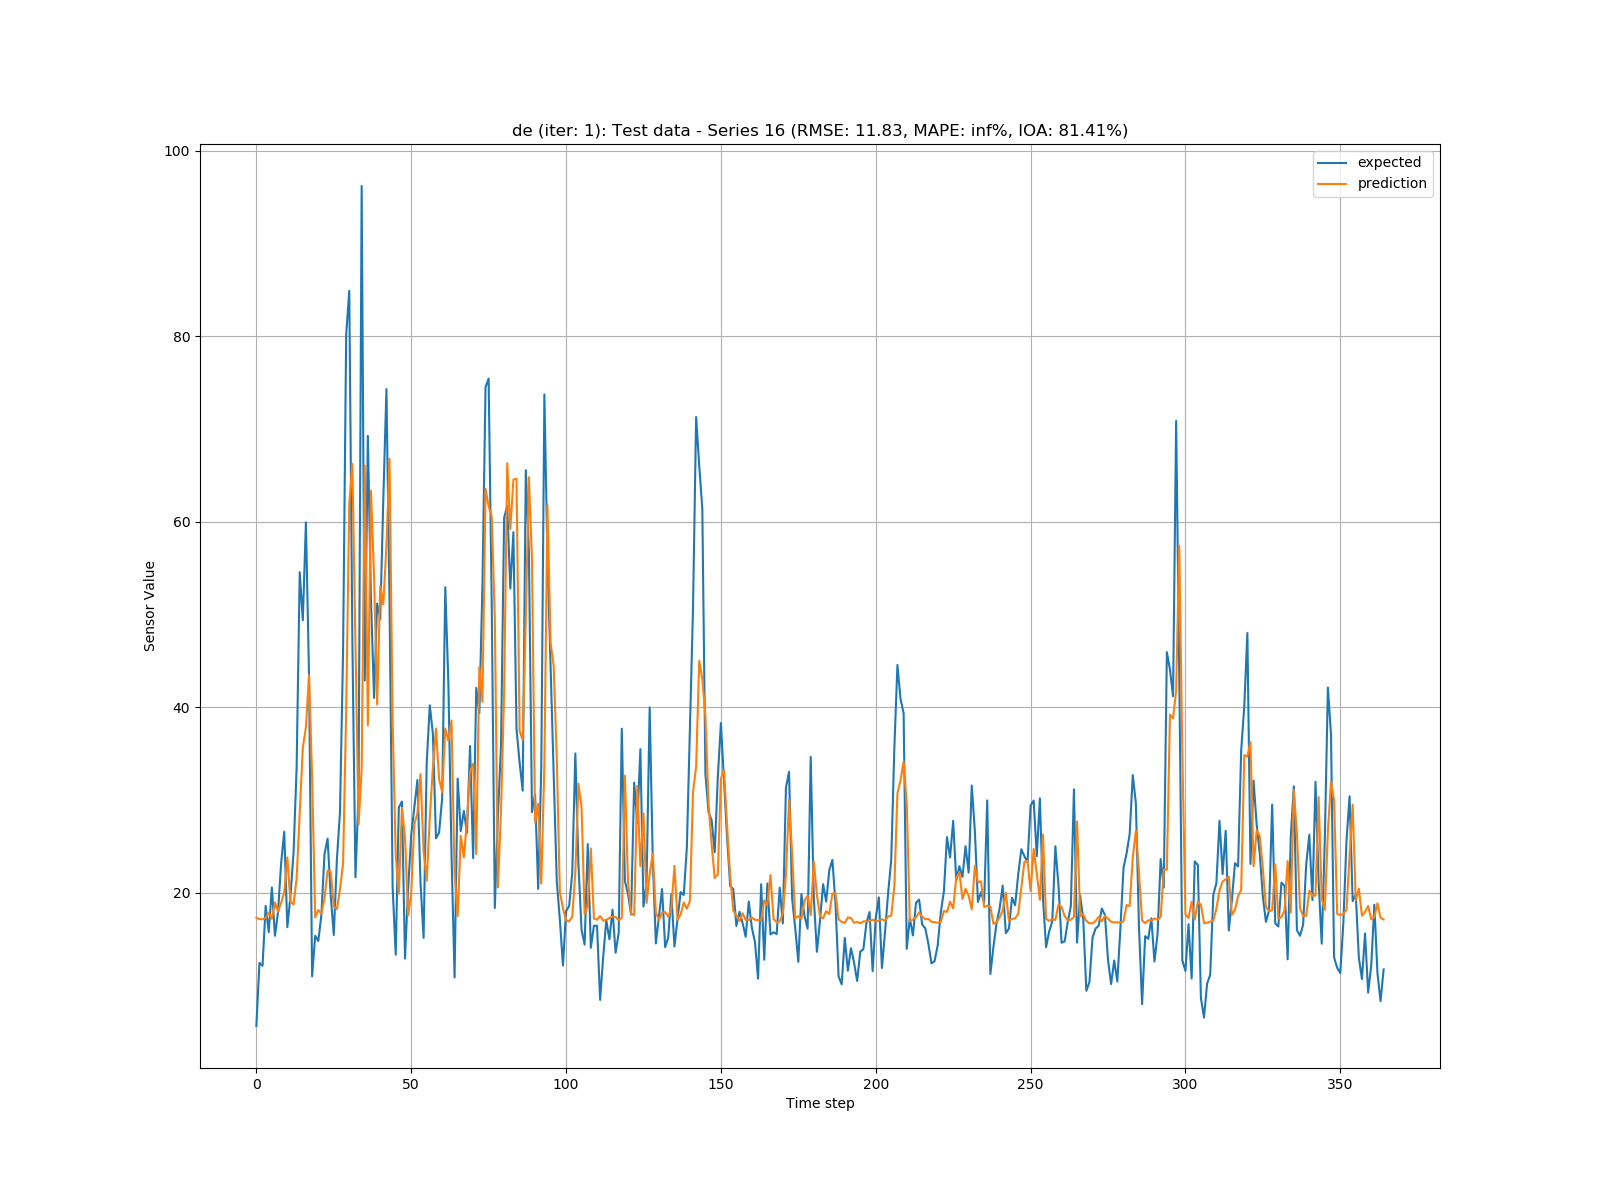 de (iter: 1): Test data - Series 16 (RMSE: 11.83, MAPE: inf%, IOA: 81.41%)
100
80
60
40
20
Sensor Value
expected
prediction
0 50 100 150 200 250 300 350
Time step